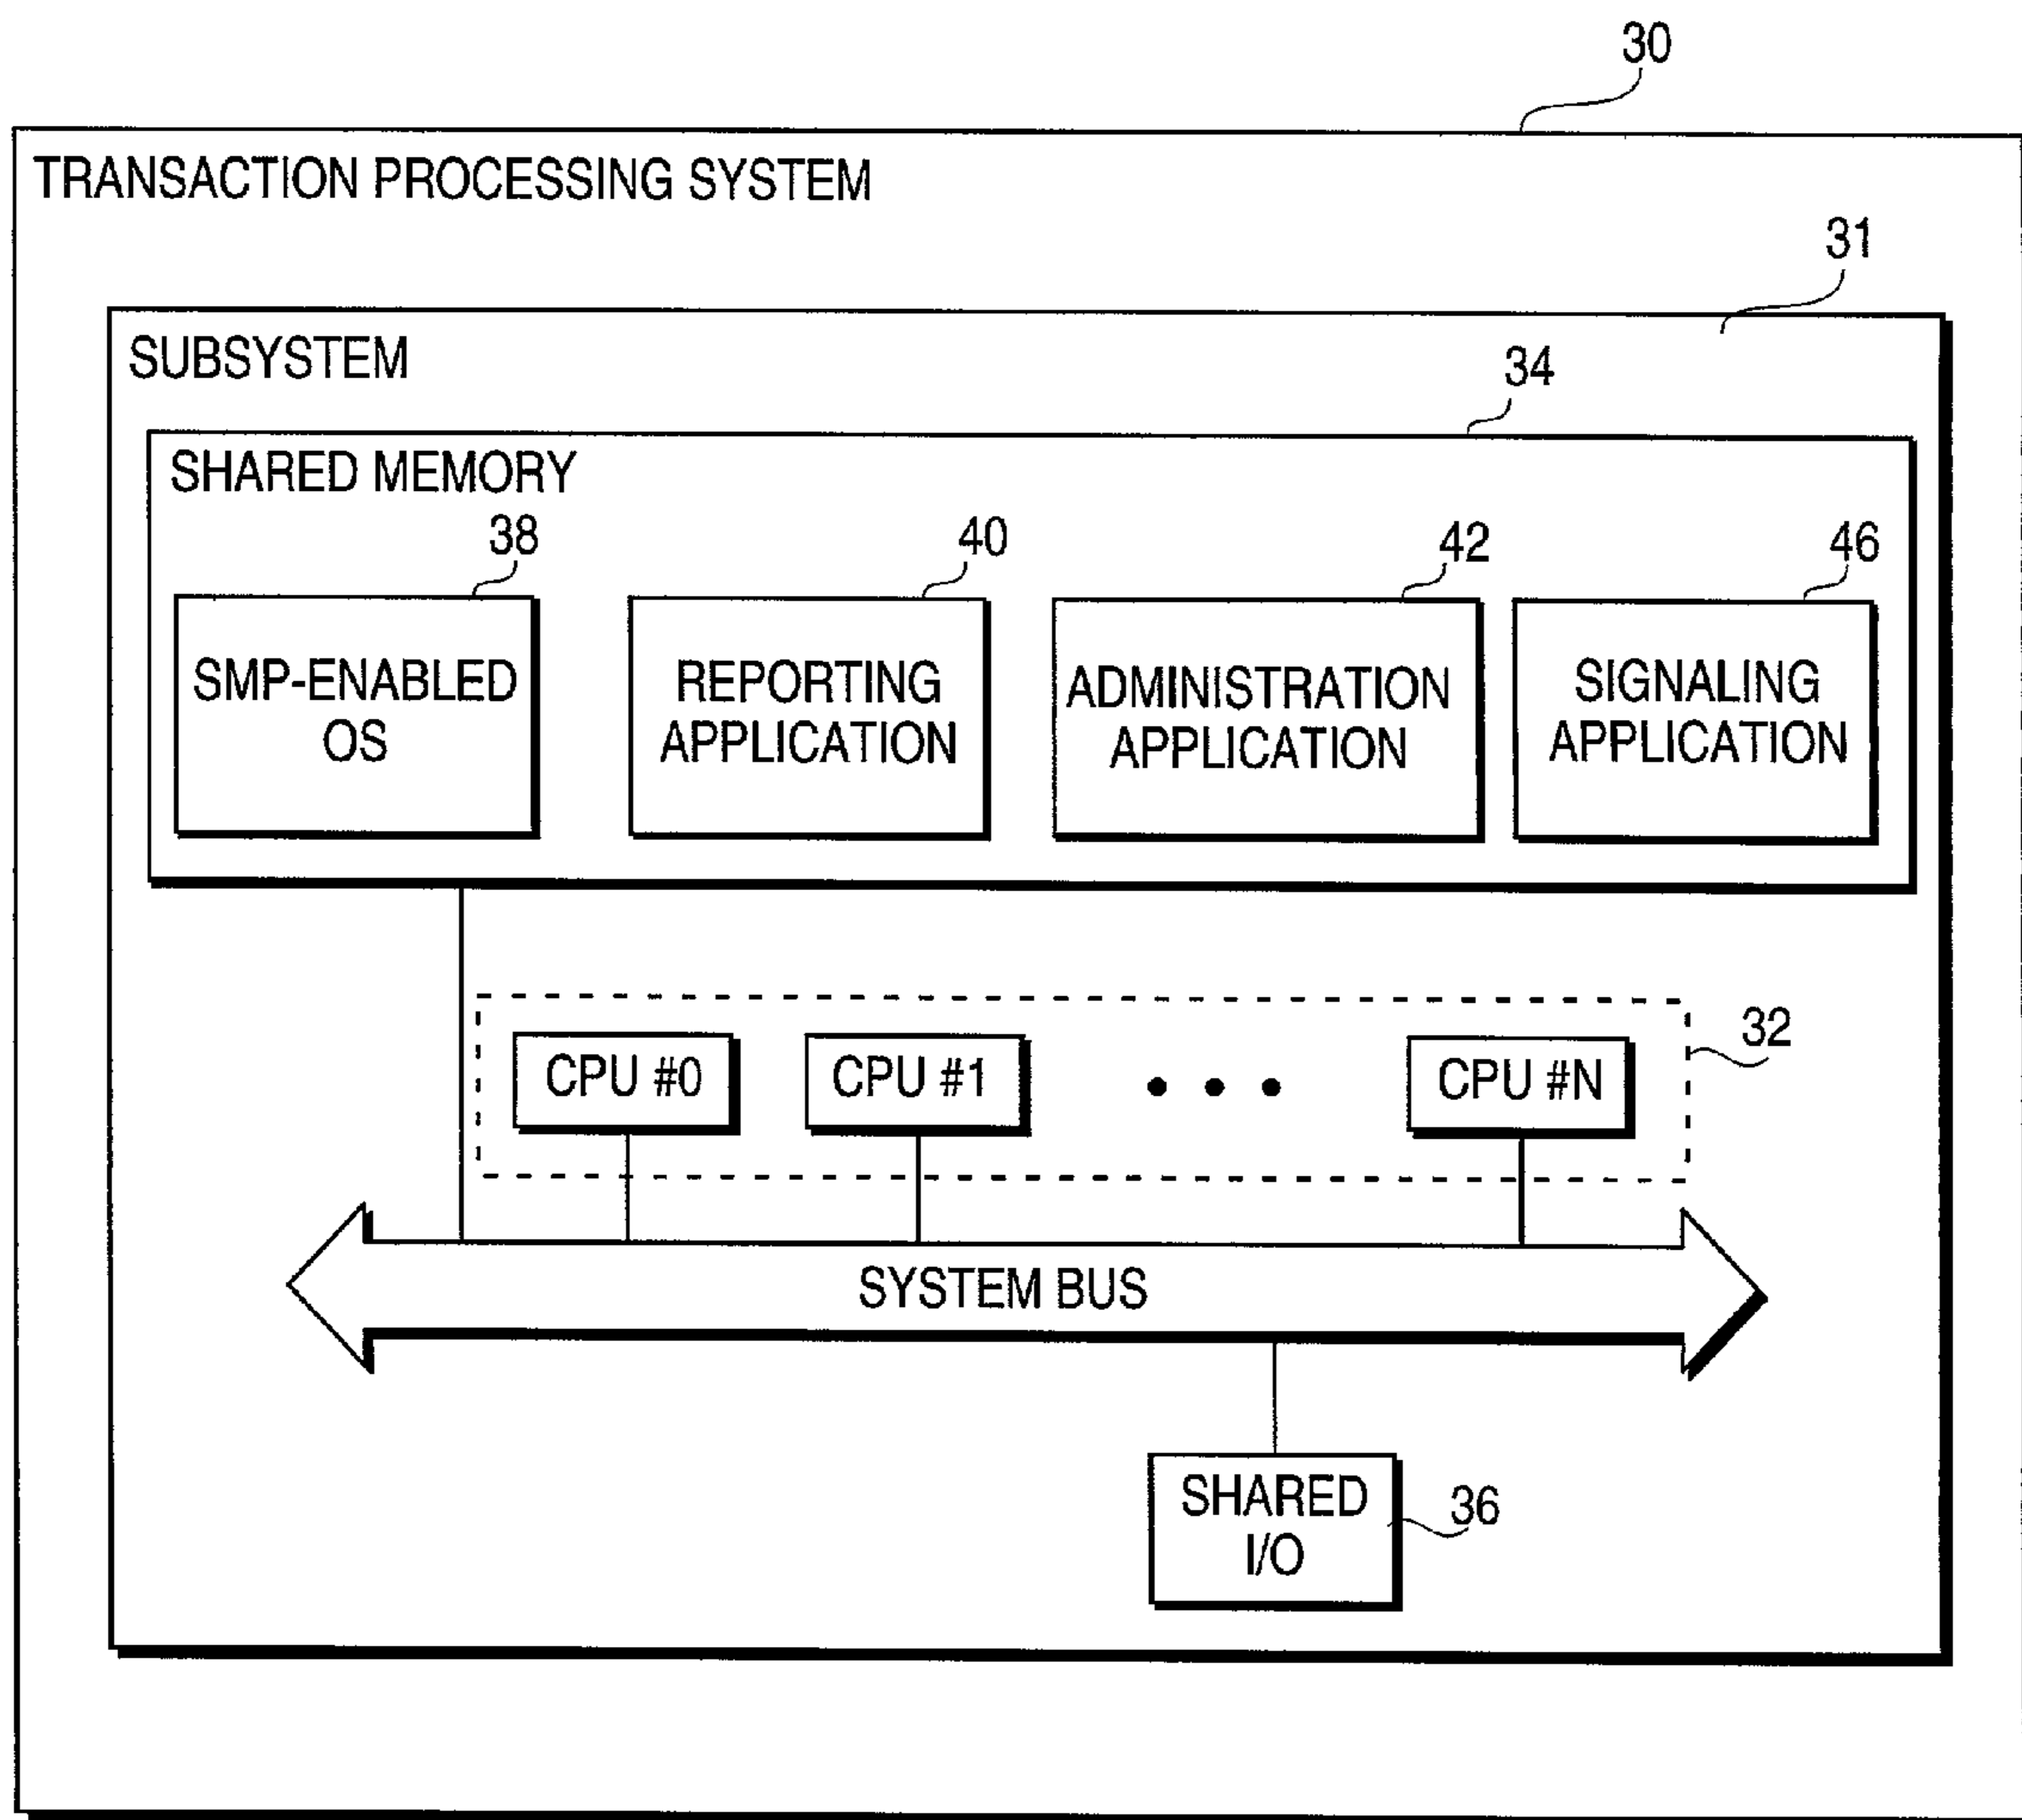 30
TRANSACTION PROCESSING SYSTEM
31
SUBSYSTEM
34
SHARED MEMORY
38
40
42
46
SMP-ENABLED
OS
REPORTING
APPLICATION
ADMINISTRATION
APPLICATION
SIGNALING
APPLICATION
32
CPU #0
CPU #1
• • •
CPU #N
SYSTEM BUS
SHARED
I/O
36